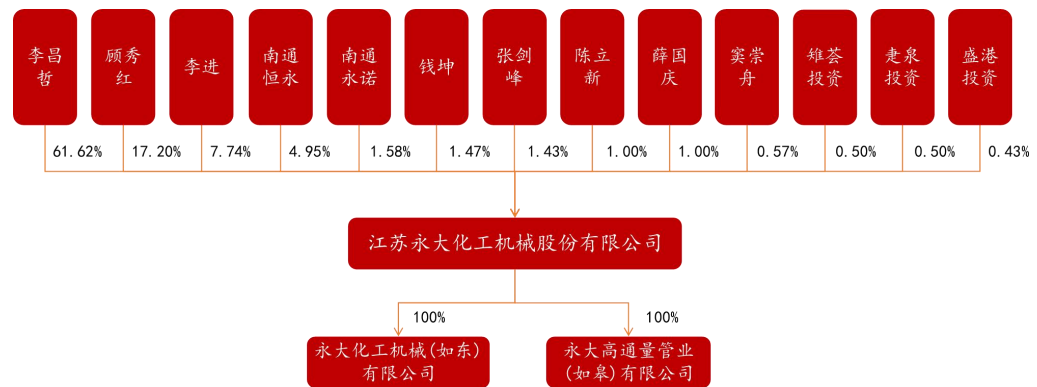 李昌哲
顾秀红
李进
南通恒永
南通永诺
钱坤
张剑峰
陈立新
薛国庆
窦崇舟
雉荟投资
疌泉投资
盛港投资
61.62%
17.20%
7.74%
4.95%
1.58%
1.47%
1.43%
1.00%
1.00%
0.57%
0.50%
0.50%
0.43%
江苏永大化工机械股份有限公司
100%
100%
永大化工机械(如东)
有限公司
永大高通量管业
(如皋)有限公司